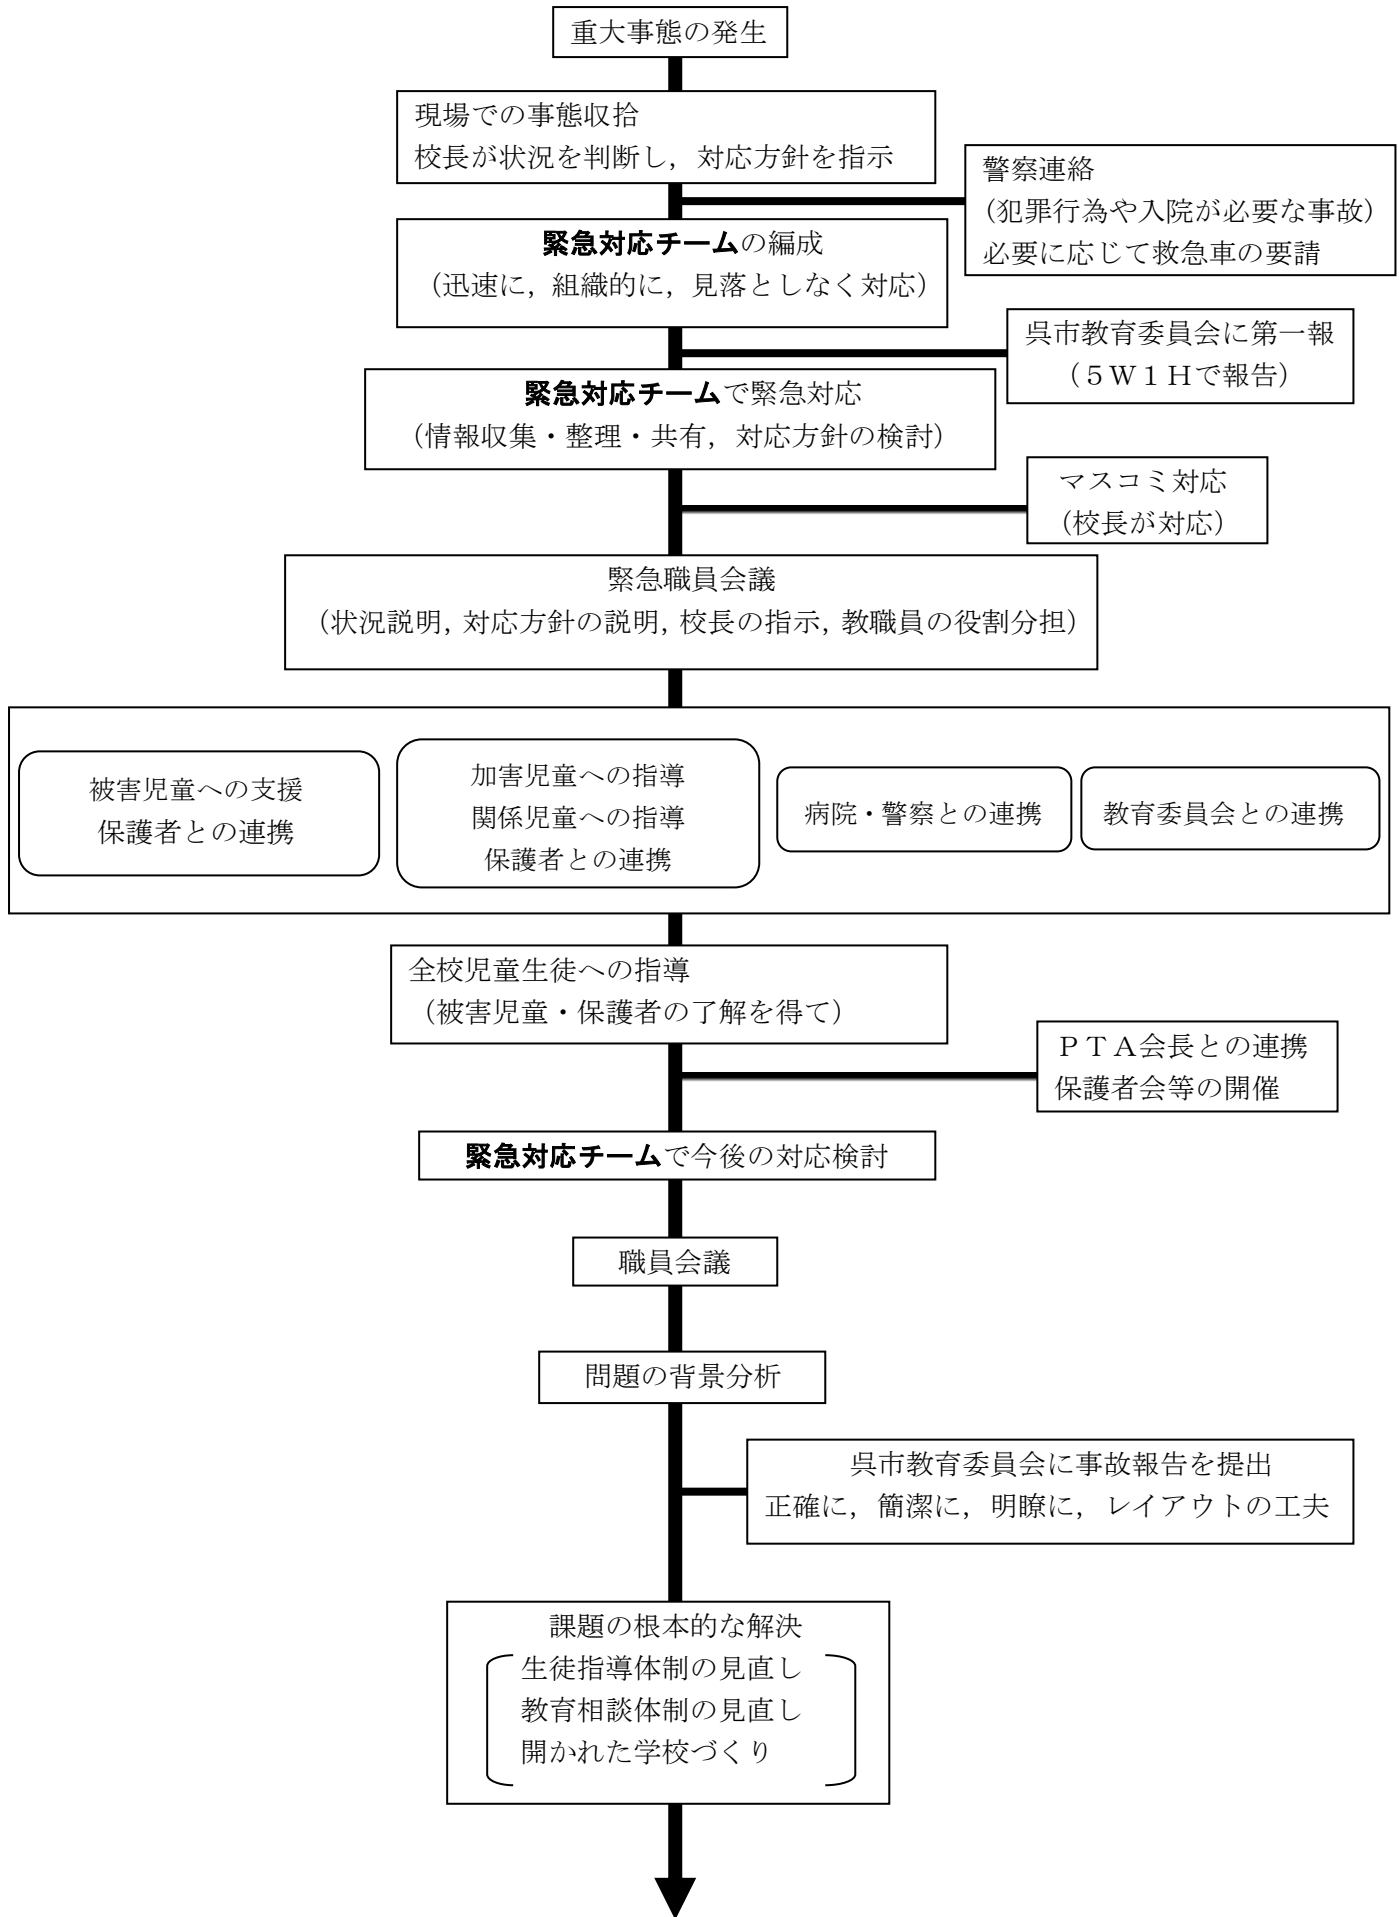 重大事態の発生
現場での事態収拾
校長が状況を判断し，対応方針を指示
警察連絡
（犯罪行為や入院が必要な事故）
必要に応じて救急車の要請
緊急対応チームの編成
（迅速に，組織的に，見落としなく対応）
呉市教育委員会に第一報
（５Ｗ１Ｈで報告）
緊急対応チームで緊急対応
（情報収集・整理・共有，対応方針の検討）
マスコミ対応
（校長が対応）
緊急職員会議
（状況説明，対応方針の説明，校長の指示，教職員の役割分担）
被害児童への支援
保護者との連携
加害児童への指導
関係児童への指導
保護者との連携
病院・警察との連携
教育委員会との連携
全校児童生徒への指導
（被害児童・保護者の了解を得て）
ＰＴＡ会長との連携
保護者会等の開催
緊急対応チームで今後の対応検討
職員会議
問題の背景分析
呉市教育委員会に事故報告を提出
正確に，簡潔に，明瞭に，レイアウトの工夫
課題の根本的な解決
生徒指導体制の見直し
教育相談体制の見直し
開かれた学校づくり